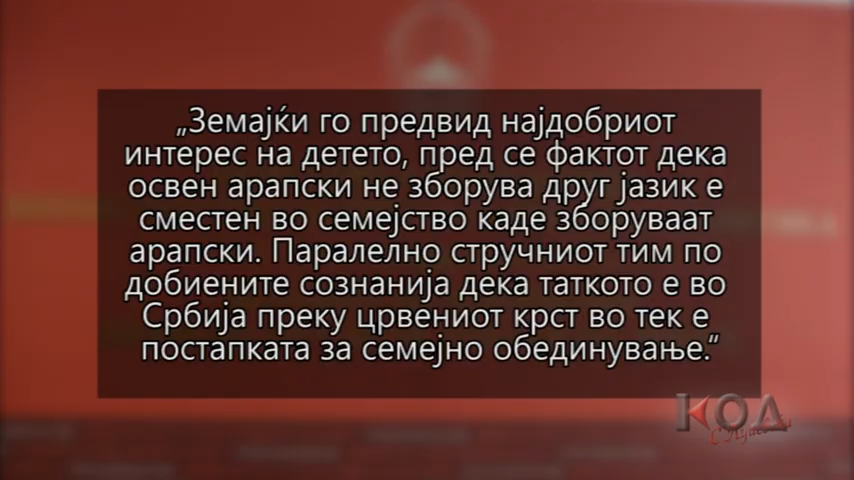 „Земајќи го предвид најдобриот
интерес на детето, пред се фактот дека
освен арапски не зборува друг јазик е
сместен во семејство каде зборуваат
арапски. Паралелно стручниот тим по
добиените сознанија дека таткото е во
Србија преку црвениот крст во тек е
постапката за семејно обединување.“
КОД